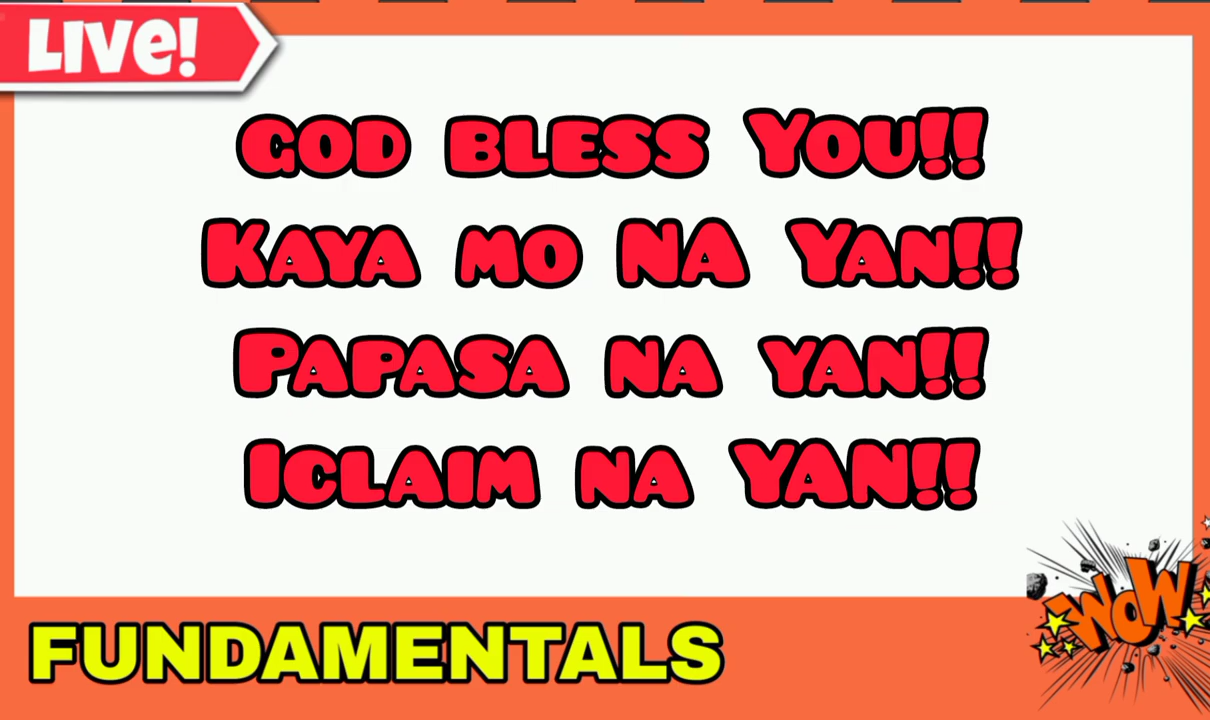 LIVE!
GOD BLESS YOU!!
KAYA MO NA YAN!!
PAPASA NA YAN!!
ICLAIM NA YAN!!
WOW
FUNDAMENTALS